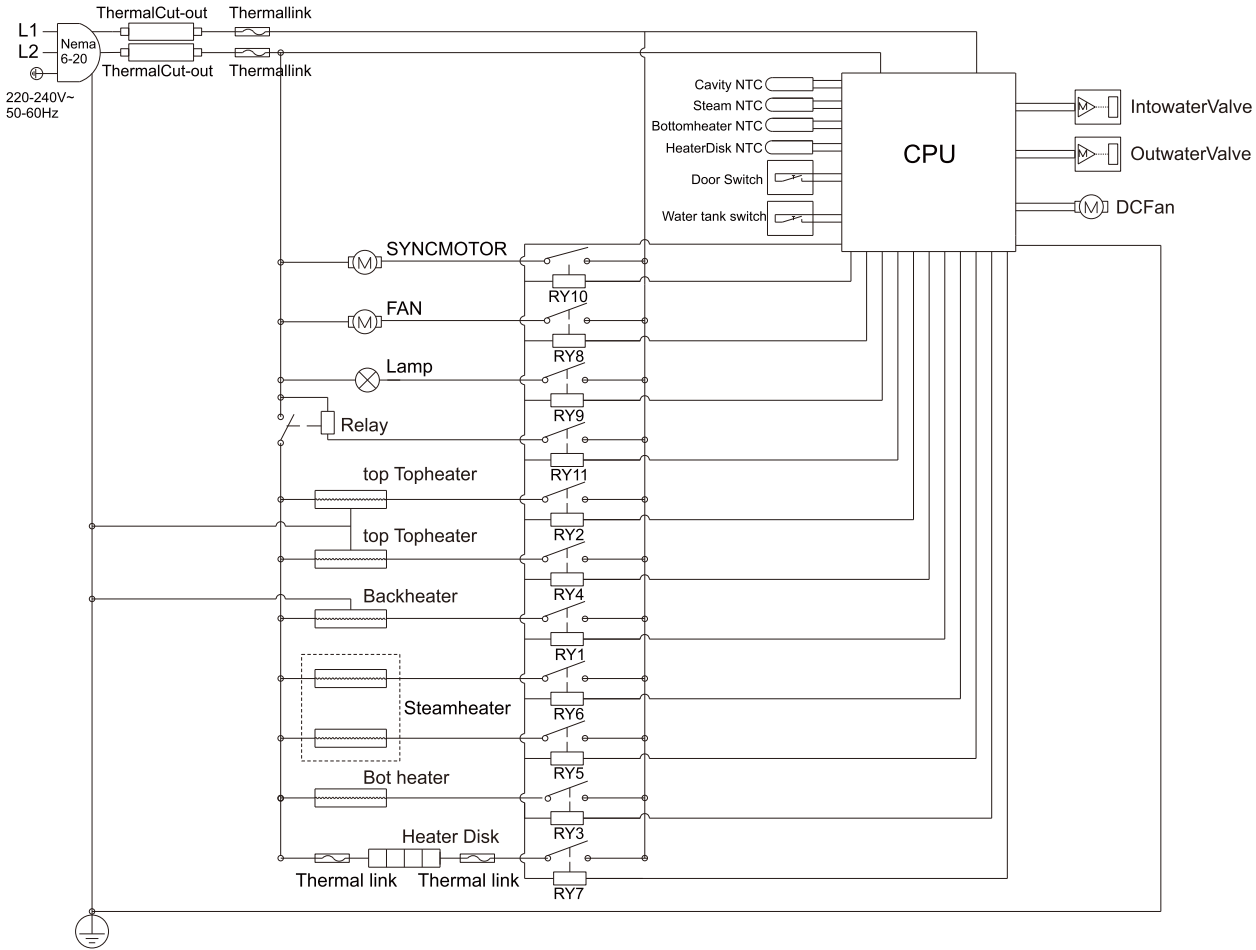 ThermalCut-out
Thermallink
L1
L2
Nema
6-20
ThermalCut-out
Thermallink
220-240V~
50-60Hz
Cavity NTC
Steam NTC
Bottomheater NTC
HeaterDisk NTC
Door Switch
Water tank switch
CPU
M
IntowaterValve
M
OutwaterValve
M
DCFan
SYNCMOTOR
M
RY10
FAN
M
RY8
Lamp
RY9
Relay
RY11
top Topheater
RY2
top Topheater
RY4
Backheater
RY1
RY6
Steamheater
RY5
Bot heater
RY3
Heater Disk
Thermal link
Thermal link
RY7